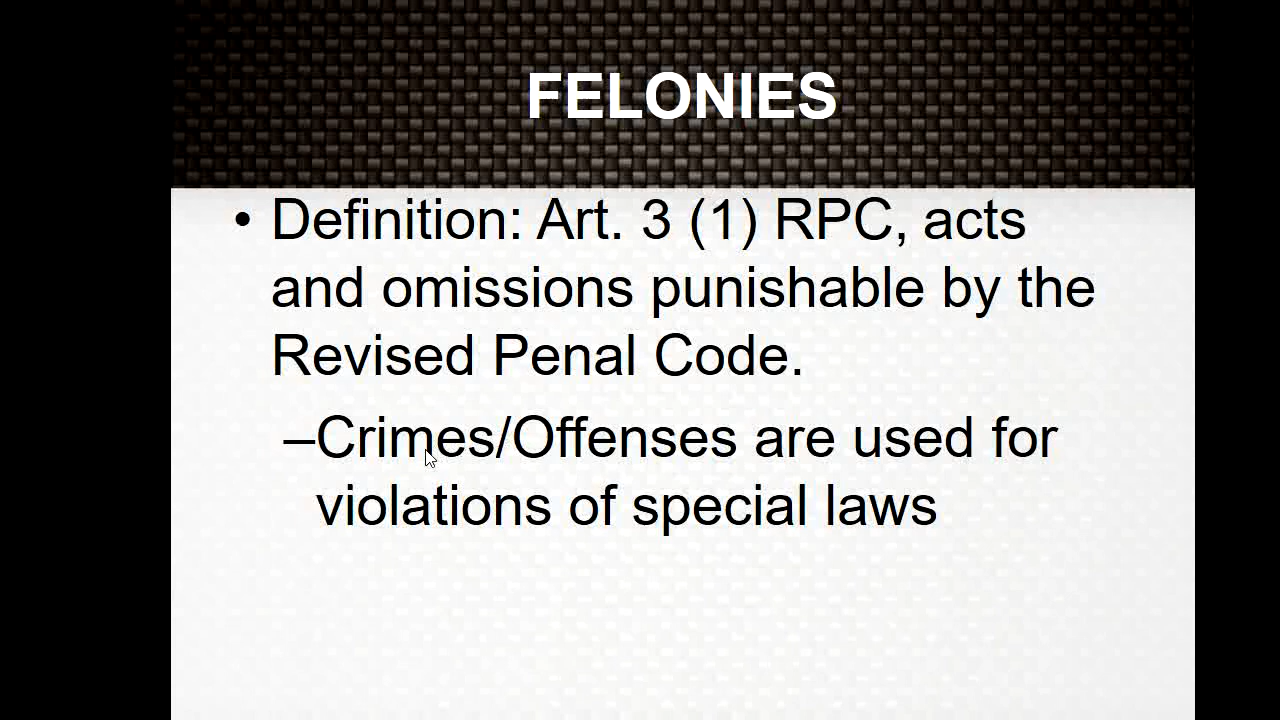 FELONIES
• Definition: Art. 3 (1) RPC, acts
and omissions punishable by the
Revised Penal Code.
–Crimes/Offenses are used for
violations of special laws